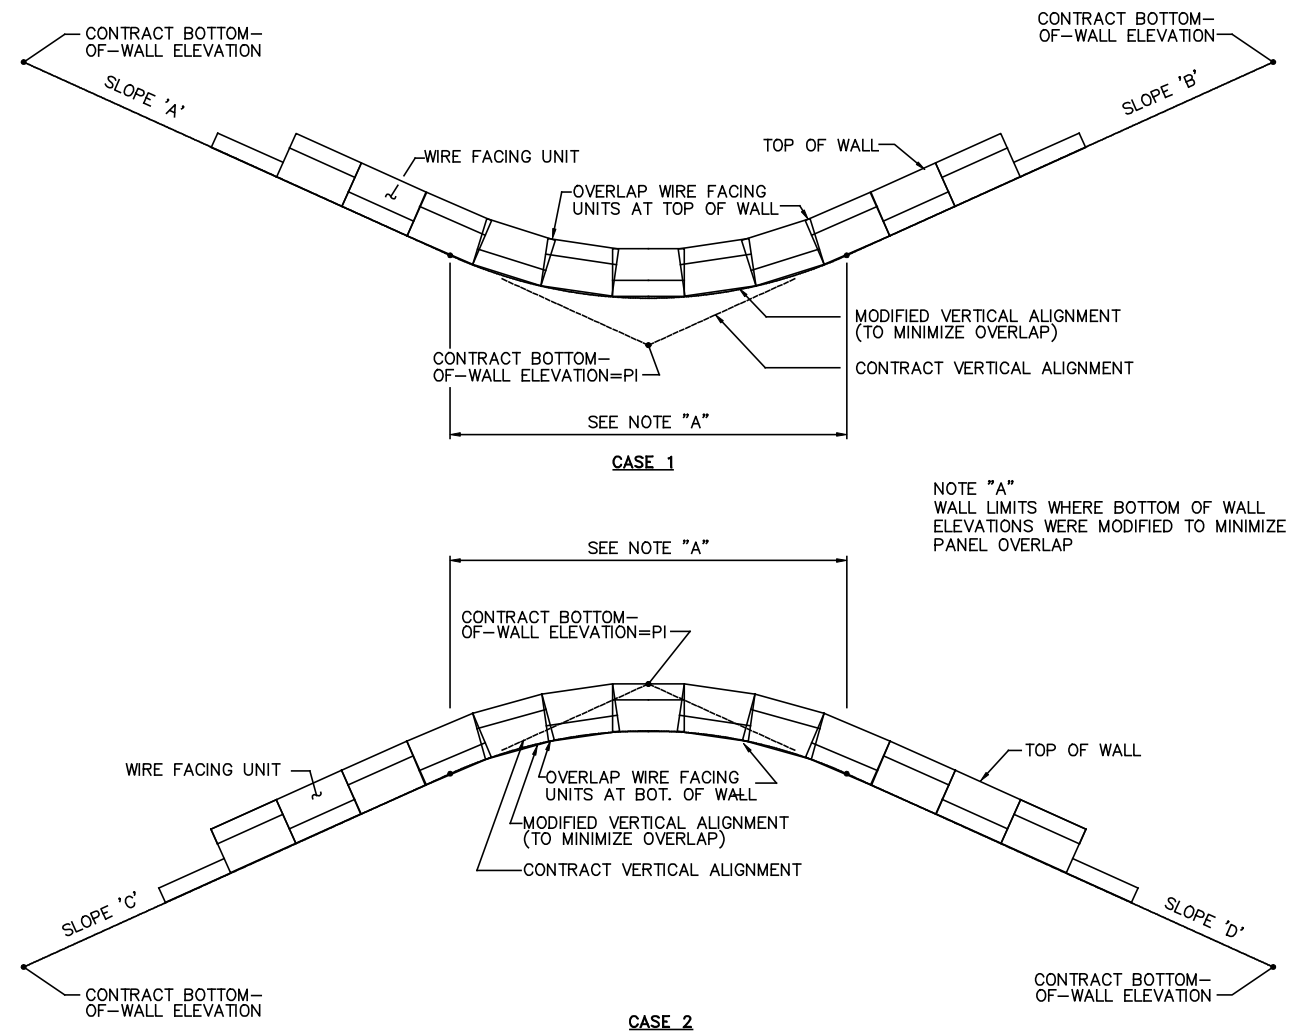 CONTRACT BOTTOM-
OF-WALL ELEVATION
CONTRACT BOTTOM-
OF-WALL ELEVATION
SLOPE 'A'
SLOPE 'B'
WIRE FACING UNIT
TOP OF WALL
OVERLAP WIRE FACING
UNITS AT TOP OF WALL
MODIFIED VERTICAL ALIGNMENT
(TO MINIMIZE OVERLAP)
CONTRACT BOTTOM-
OF-WALL ELEVATION=PI
CONTRACT VERTICAL ALIGNMENT
SEE NOTE "A"
CASE 1
NOTE "A"
WALL LIMITS WHERE BOTTOM OF WALL
ELEVATIONS WERE MODIFIED TO MINIMIZE
PANEL OVERLAP
SEE NOTE "A"
CONTRACT BOTTOM-
OF-WALL ELEVATION=PI
WIRE FACING UNIT
TOP OF WALL
OVERLAP WIRE FACING
UNITS AT BOT. OF WALL
MODIFIED VERTICAL ALIGNMENT
(TO MINIMIZE OVERLAP)
CONTRACT VERTICAL ALIGNMENT
SLOPE 'C'
SLOPE 'D'
CONTRACT BOTTOM-
OF-WALL ELEVATION
CONTRACT BOTTOM-
OF-WALL ELEVATION
CASE 2